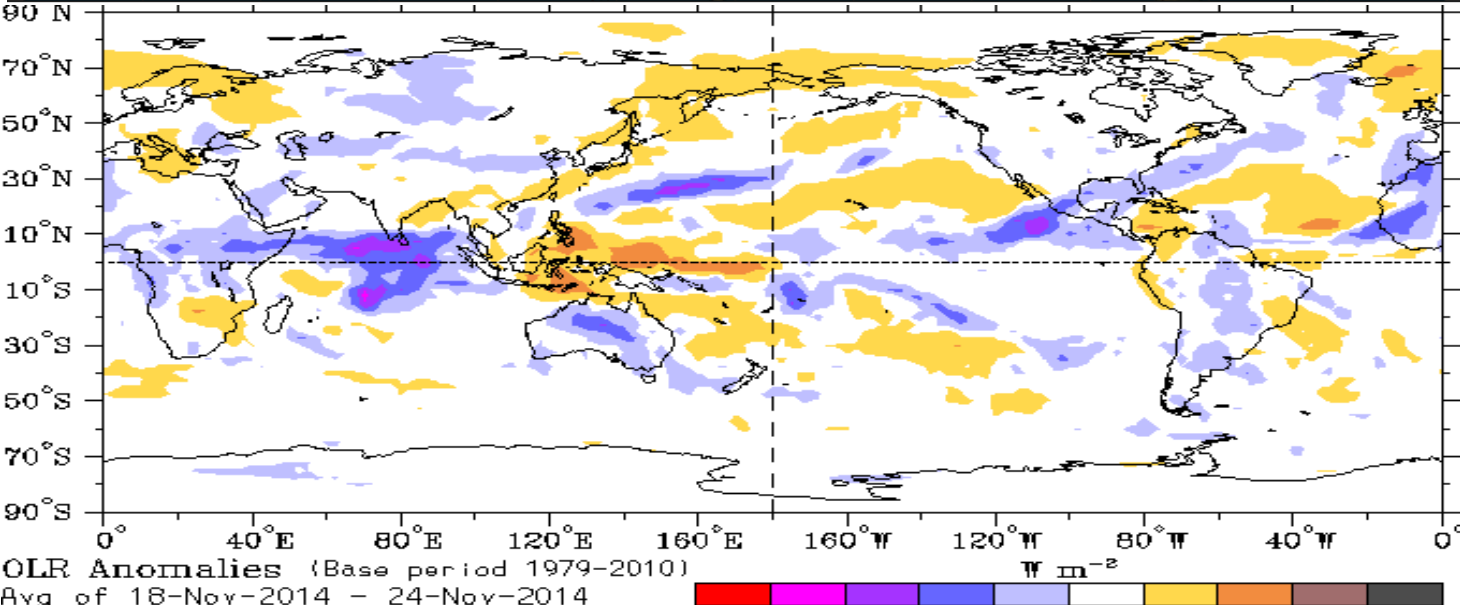 90°N
70°N
50°N
30°N
10°N
10°S
30°S
50°S
70°S
90°S
0° 40°E 80°E 120°E 160°E 160°W 120°W 80°W 40°W 0°
OLR Anomalies (Base period 1979-2010) W m⁻²
Avg of 18-Nov-2014 - 24-Nov-2014